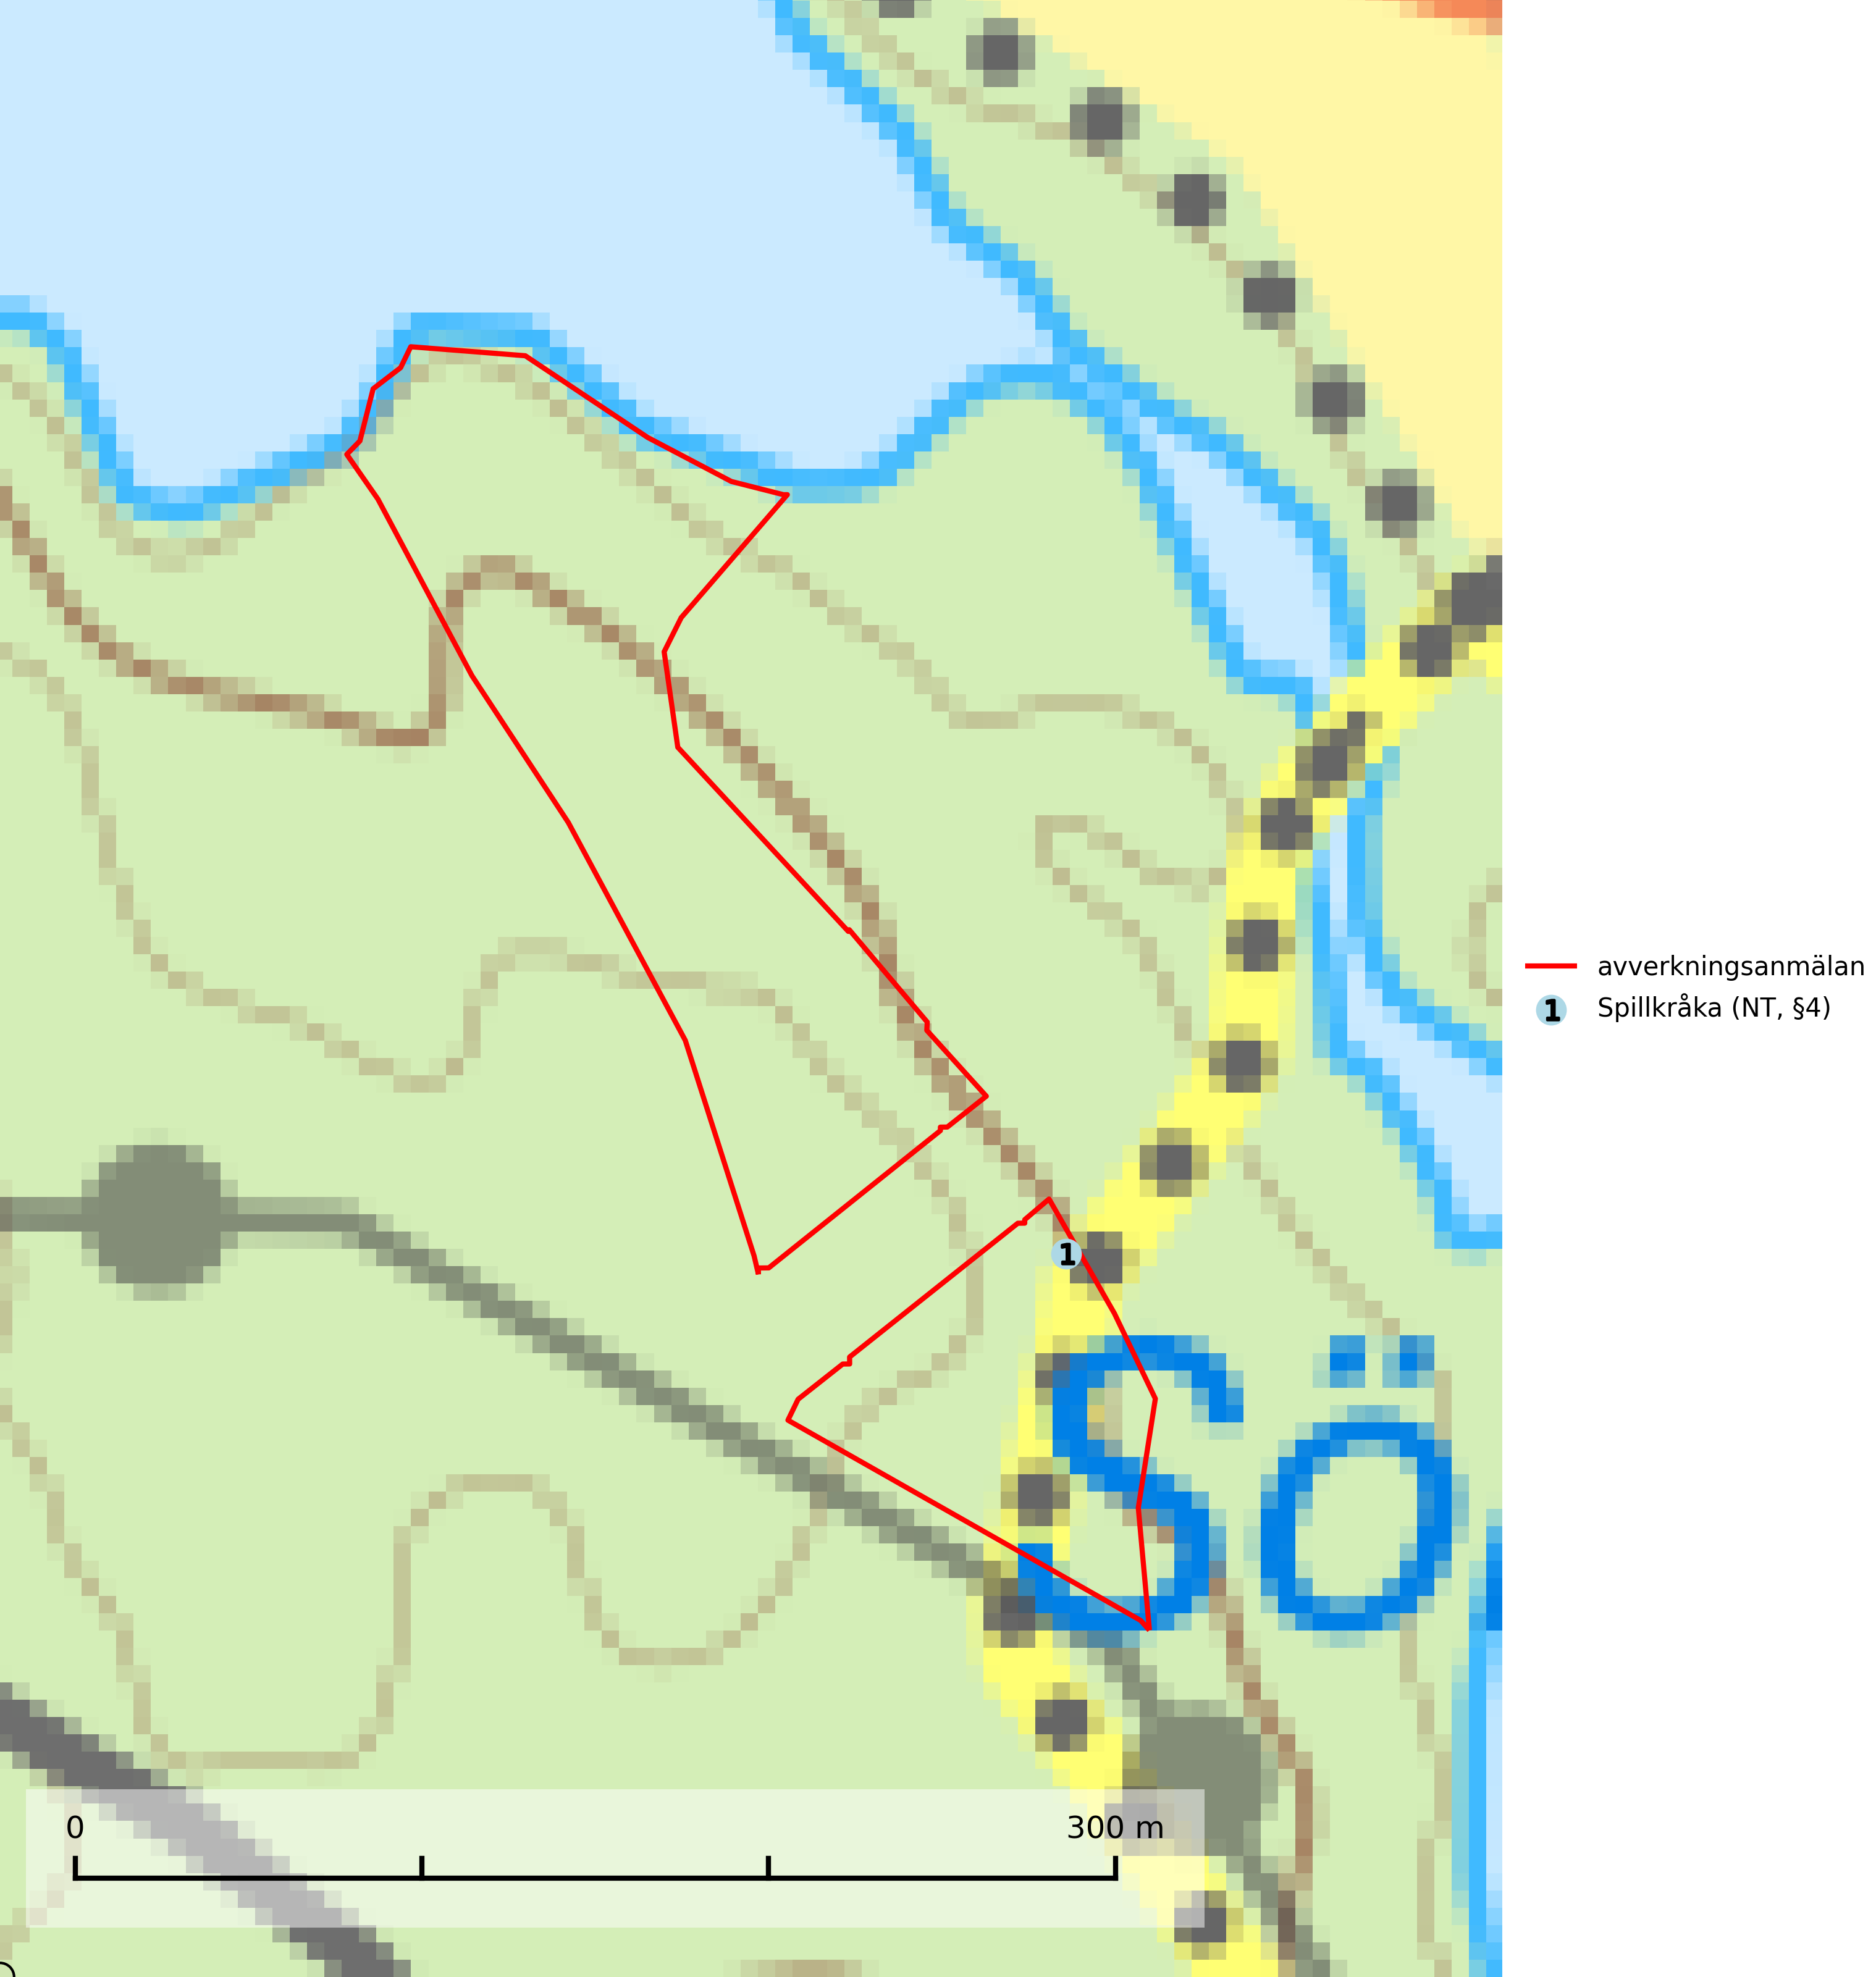 avverkningsanmälan
1 Spillkråka (NT, §4)
1
SÖ
0 300 m